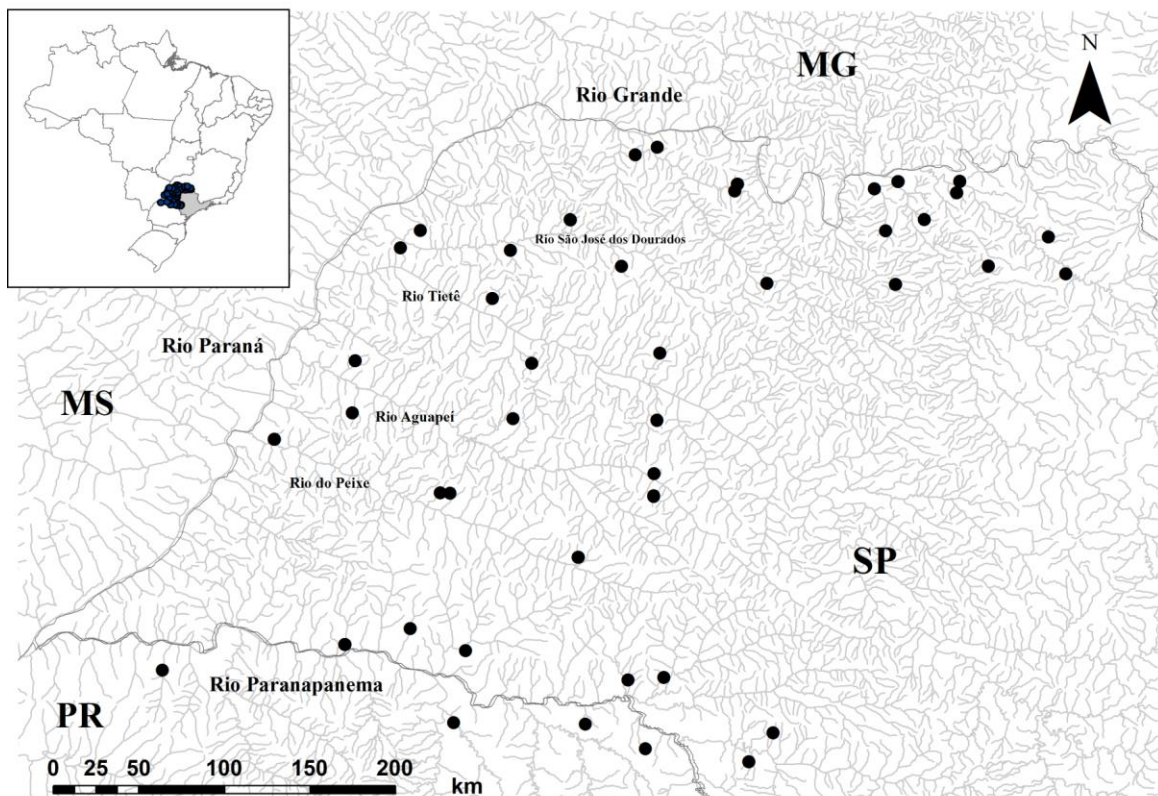 MG
N
Rio Grande
Rio São José dos Dourados
Rio Tietê
Rio Paraná
MS
Rio Aguapeí
Rio do Peixe
SP
Rio Paranapanema
PR
0 25 50 100 150 200
km